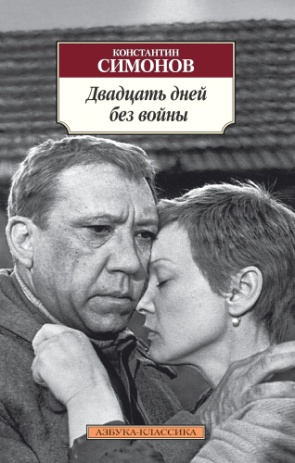 КОНСТАНТИН
СИМОНОВ
Двадцать дней
без войны
АЗБУКА-КЛАССИКА